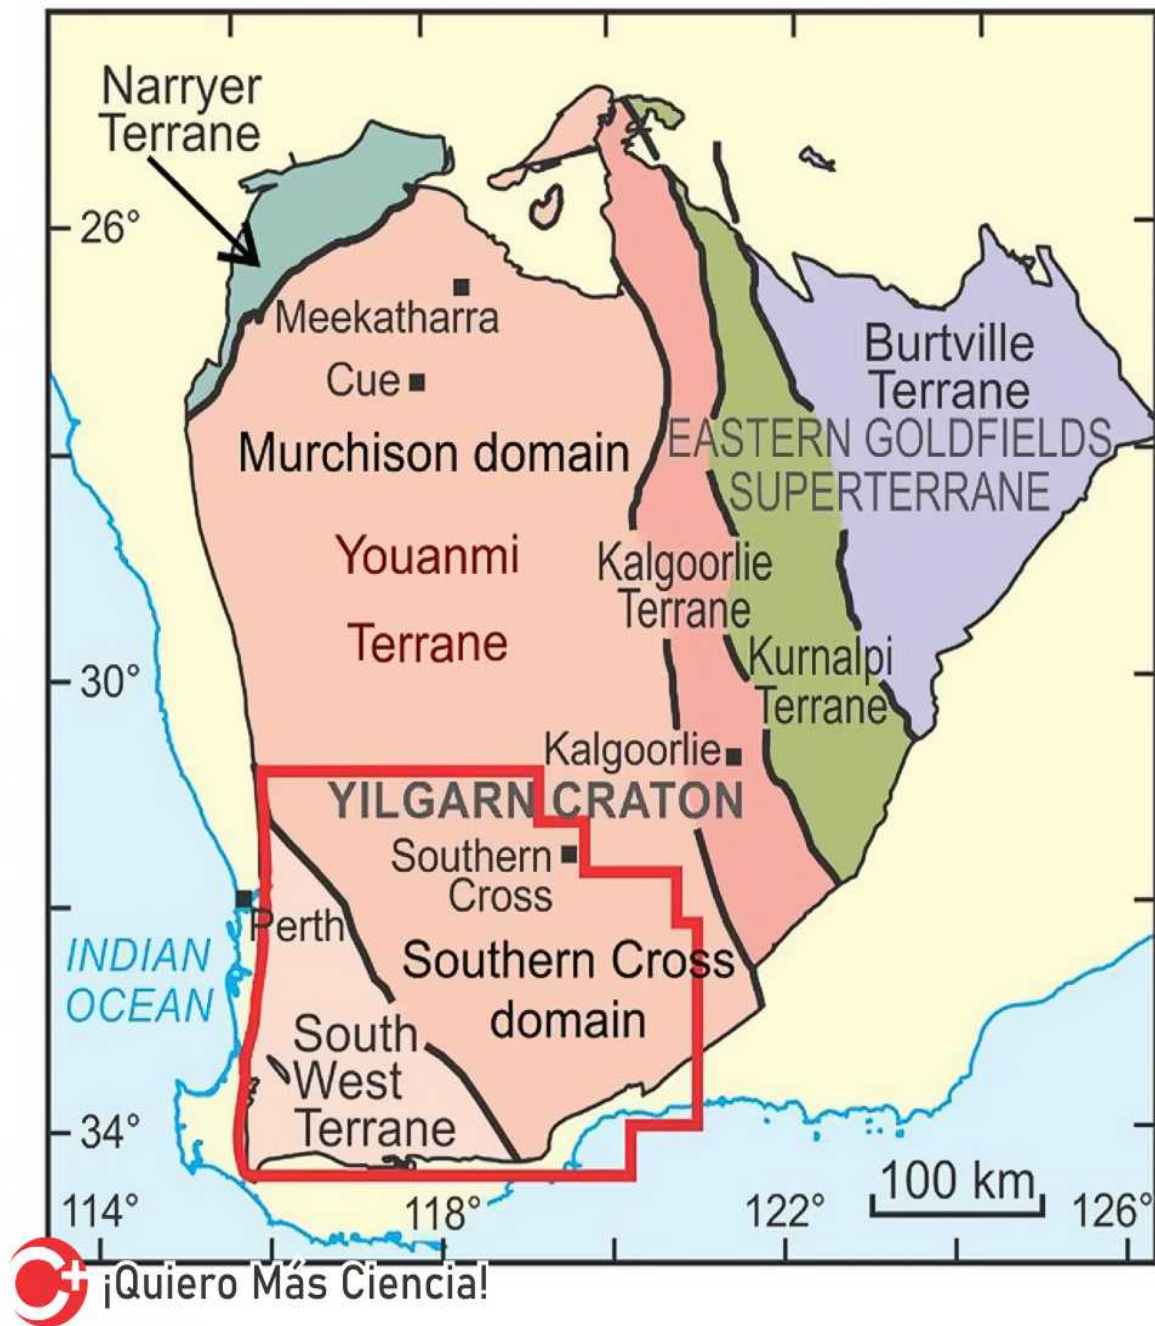 Narryer
Terrane
26°
Meekatharra
Cue
Burtville
Terrane
Murchison domain
EASTERN GOLDFIELDS
SUPERTERRANE
Youanmi
Terrane
Kalgoorlie
Terrane
Kurnalpi
Terrane
30°
Kalgoorlie
YILGARN CRATON
Southern
Cross
Perth
INDIAN
OCEAN
Southern Cross
domain
South
West
Terrane
34°
100 km
114°
118°
122°
126°
C+
¡Quiero Más Ciencia!